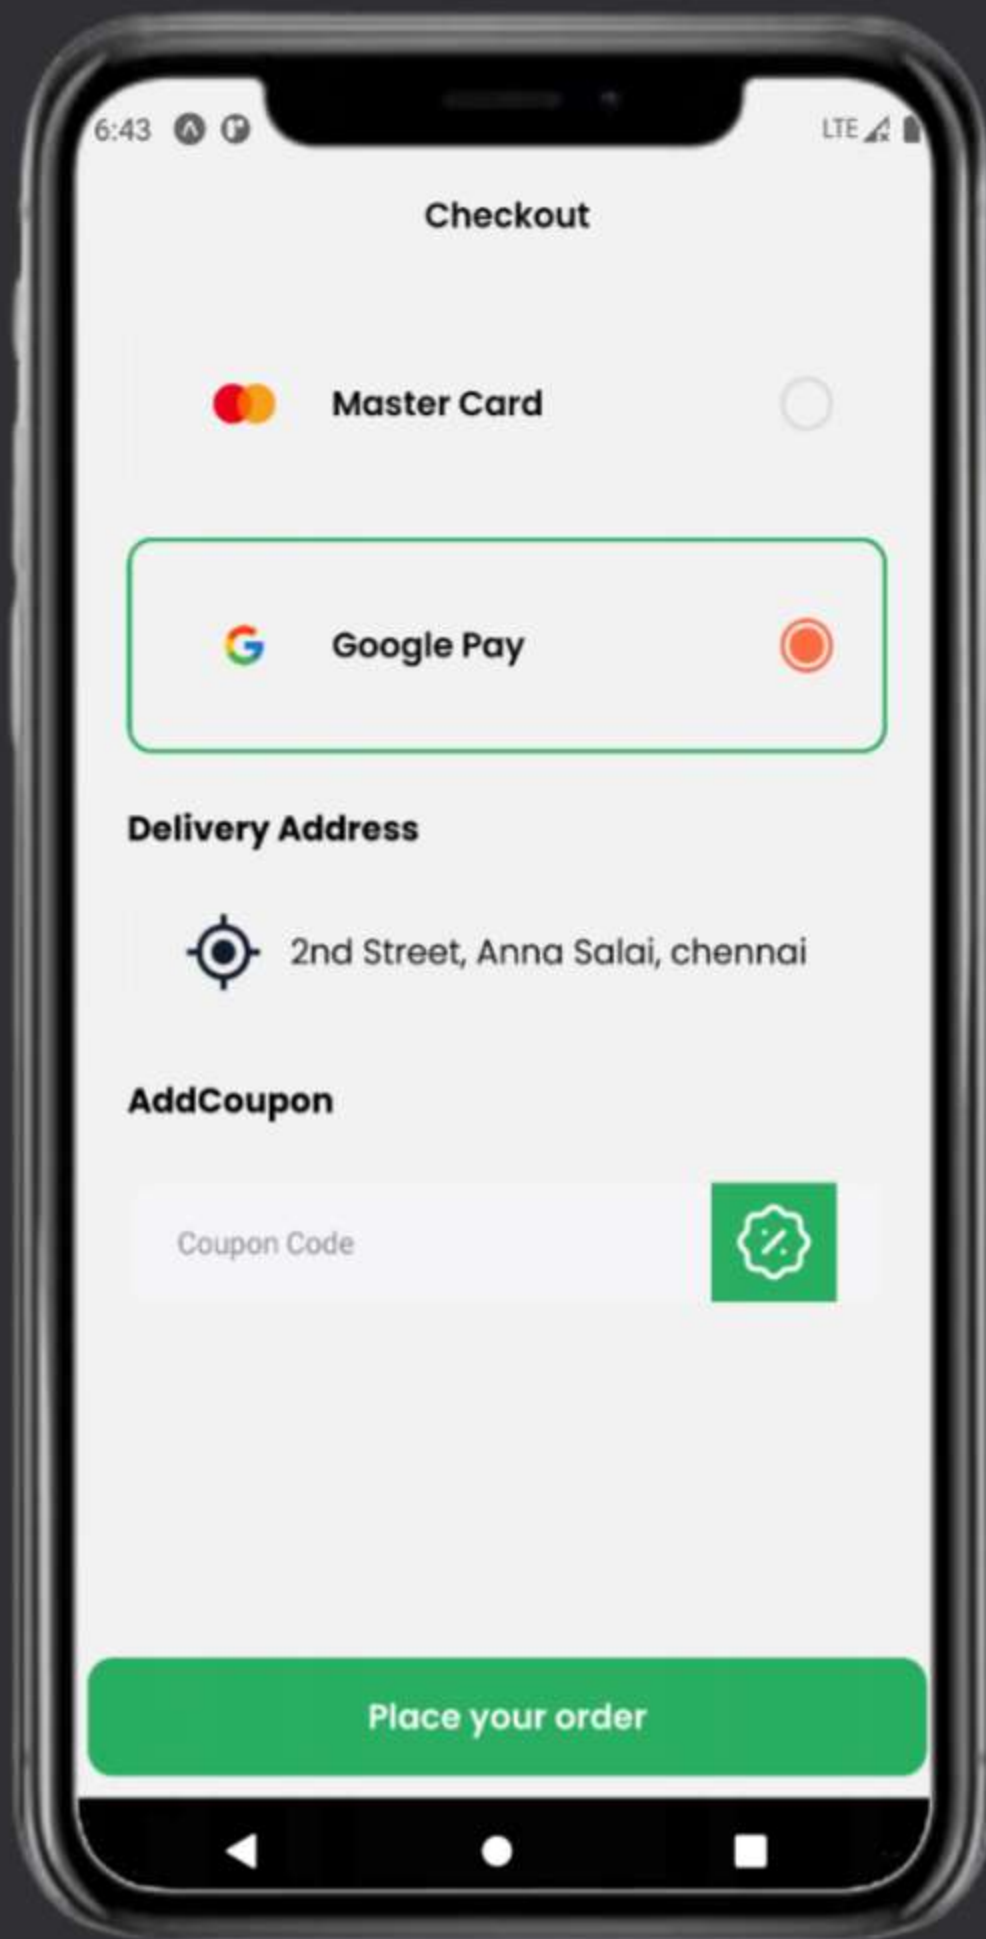 6:43 LTE
Checkout
Master Card
Google Pay
Delivery Address
2nd Street, Anna Salai, chennai
AddCoupon
Coupon Code
Place your order